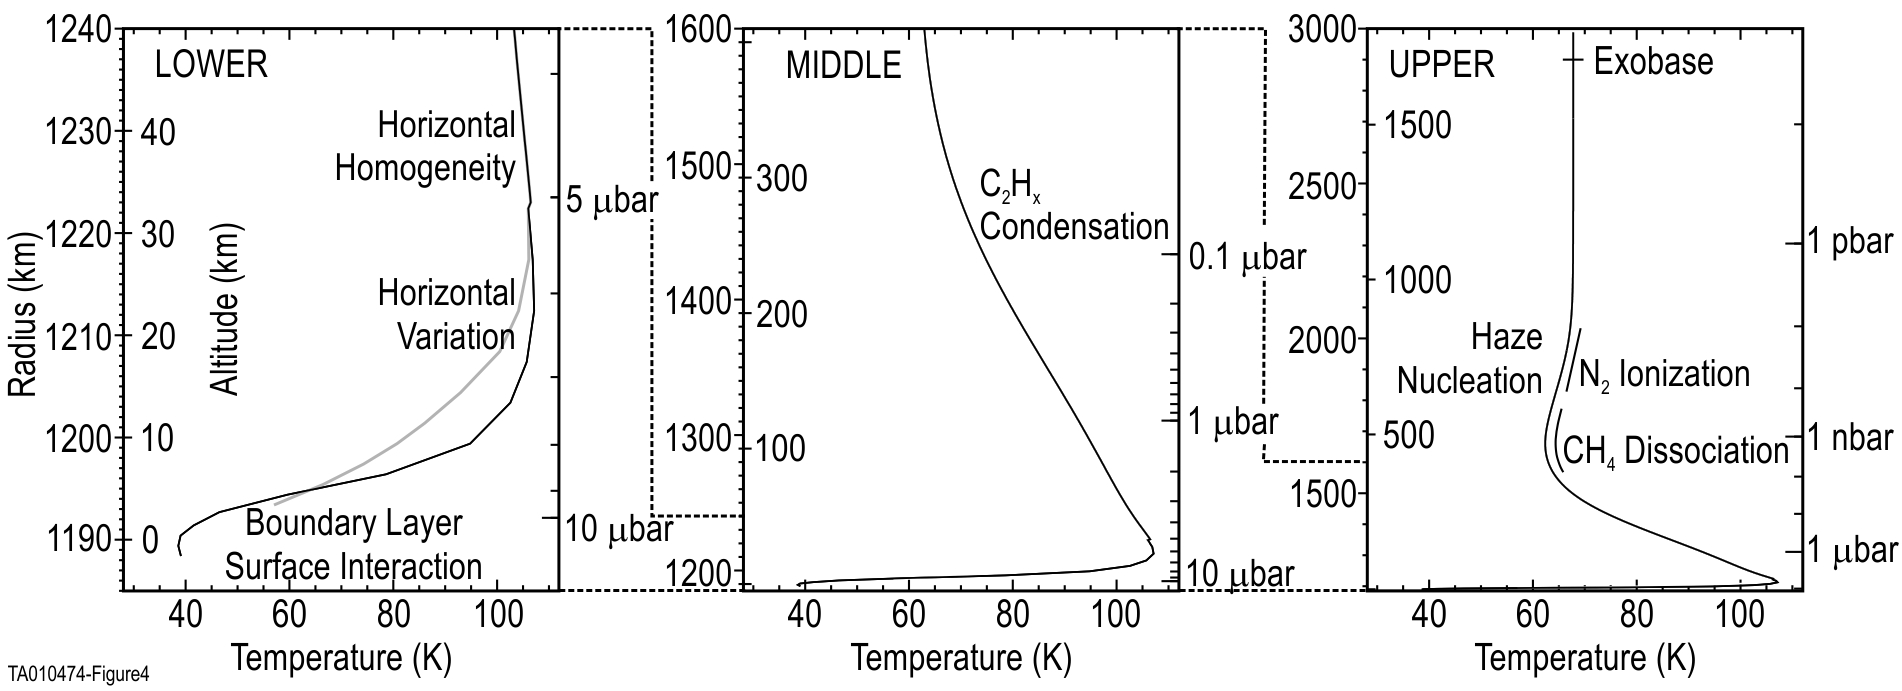 LOWER
Horizontal
Homogeneity
Horizontal
Variation
Boundary Layer
Surface Interaction
1240
1230
1220
1210
1200
1190
40
30
20
10
0
Radius (km)
Altitude (km)
5 μbar
10 μbar
40 60 80 100
Temperature (K)
MIDDLE
C₂Hₓ
Condensation
1600
1500
1400
1300
1200
300
200
100
0.1 μbar
1 μbar
10 μbar
40 60 80 100
Temperature (K)
UPPER
Exobase
Haze
Nucleation
N₂ Ionization
CH₄ Dissociation
3000
2500
2000
1500
1500
1000
500
1 pbar
1 nbar
1 μbar
40 60 80 100
Temperature (K)
TA010474-Figure4